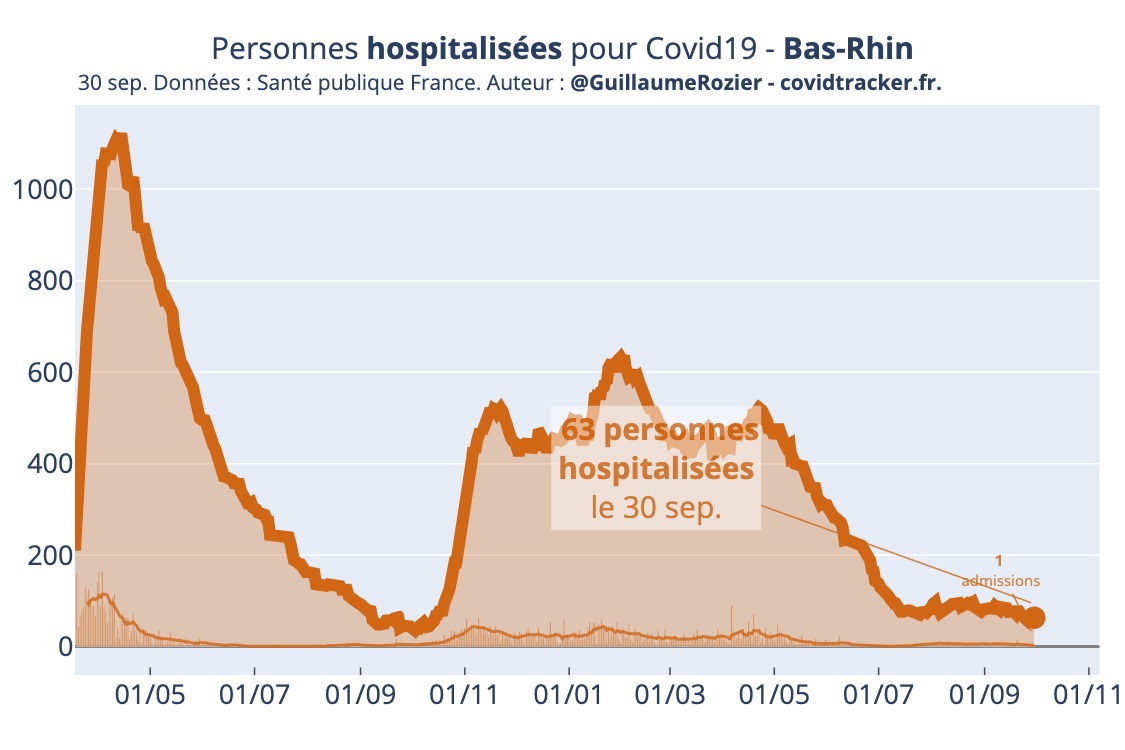 Personnes hospitalisées pour Covid19 - Bas-Rhin
30 sep. Données : Santé publique France. Auteur : @GuillaumeRozier - covidtracker.fr.
1000
800
600
400
200
0
63 personnes
hospitalisées
le 30 sep.
1
admissions
01/05 01/07 01/09 01/11 01/01 01/03 01/05 01/07 01/09 01/11